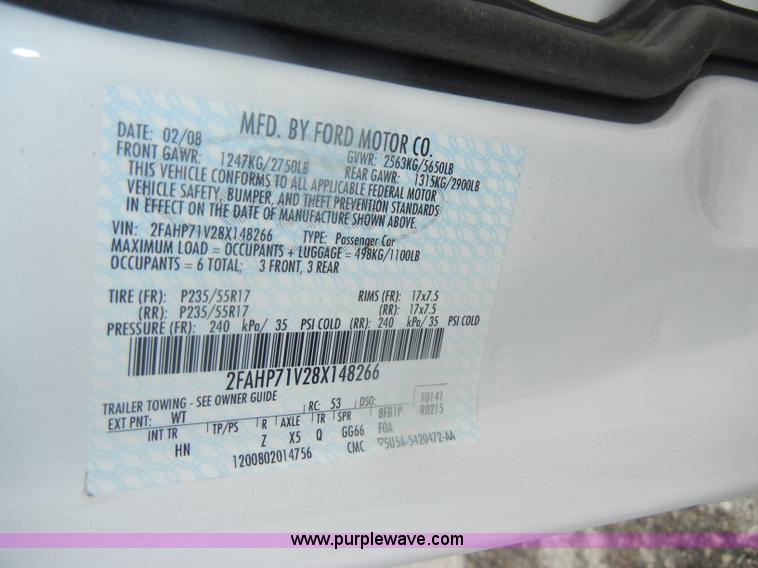 MFD. BY FORD MOTOR CO.
DATE: 02/08 GVWR: 2563KG/5650LB
FRONT GAWR: 1247KG/2750LB REAR GAWR: 1315KG/2900LB
THIS VEHICLE CONFORMS TO ALL APPLICABLE FEDERAL MOTOR
VEHICLE SAFETY, BUMPER, AND THEFT PREVENTION STANDARDS
IN EFFECT ON THE DATE OF MANUFACTURE SHOWN ABOVE.
VIN: 2FAHP71V28X148266 TYPE: Passenger Car
MAXIMUM LOAD = OCCUPANTS + LUGGAGE = 498KG/1100LB
OCCUPANTS = 6 TOTAL; 3 FRONT, 3 REAR
TIRE (FR): P235/55R17 RIMS (FR): 17x7.5
(RR): P235/55R17 (RR): 17x7.5
PRESSURE (FR): 240 kPa/ 35 PSI COLD (RR): 240 kPa/ 35 PSI COLD
2FAHP71V28X148266
TRAILER TOWING - SEE OWNER GUIDE
EXT PNT: WT RC: 53 DSO: F0141
INT TR TP/PS R AXLE TR SPR 8FB1P R0215
HN Z X5 Q GG66 F0A
1200802014756 CMC 5U5A-5420472-AA
www.purplewave.com